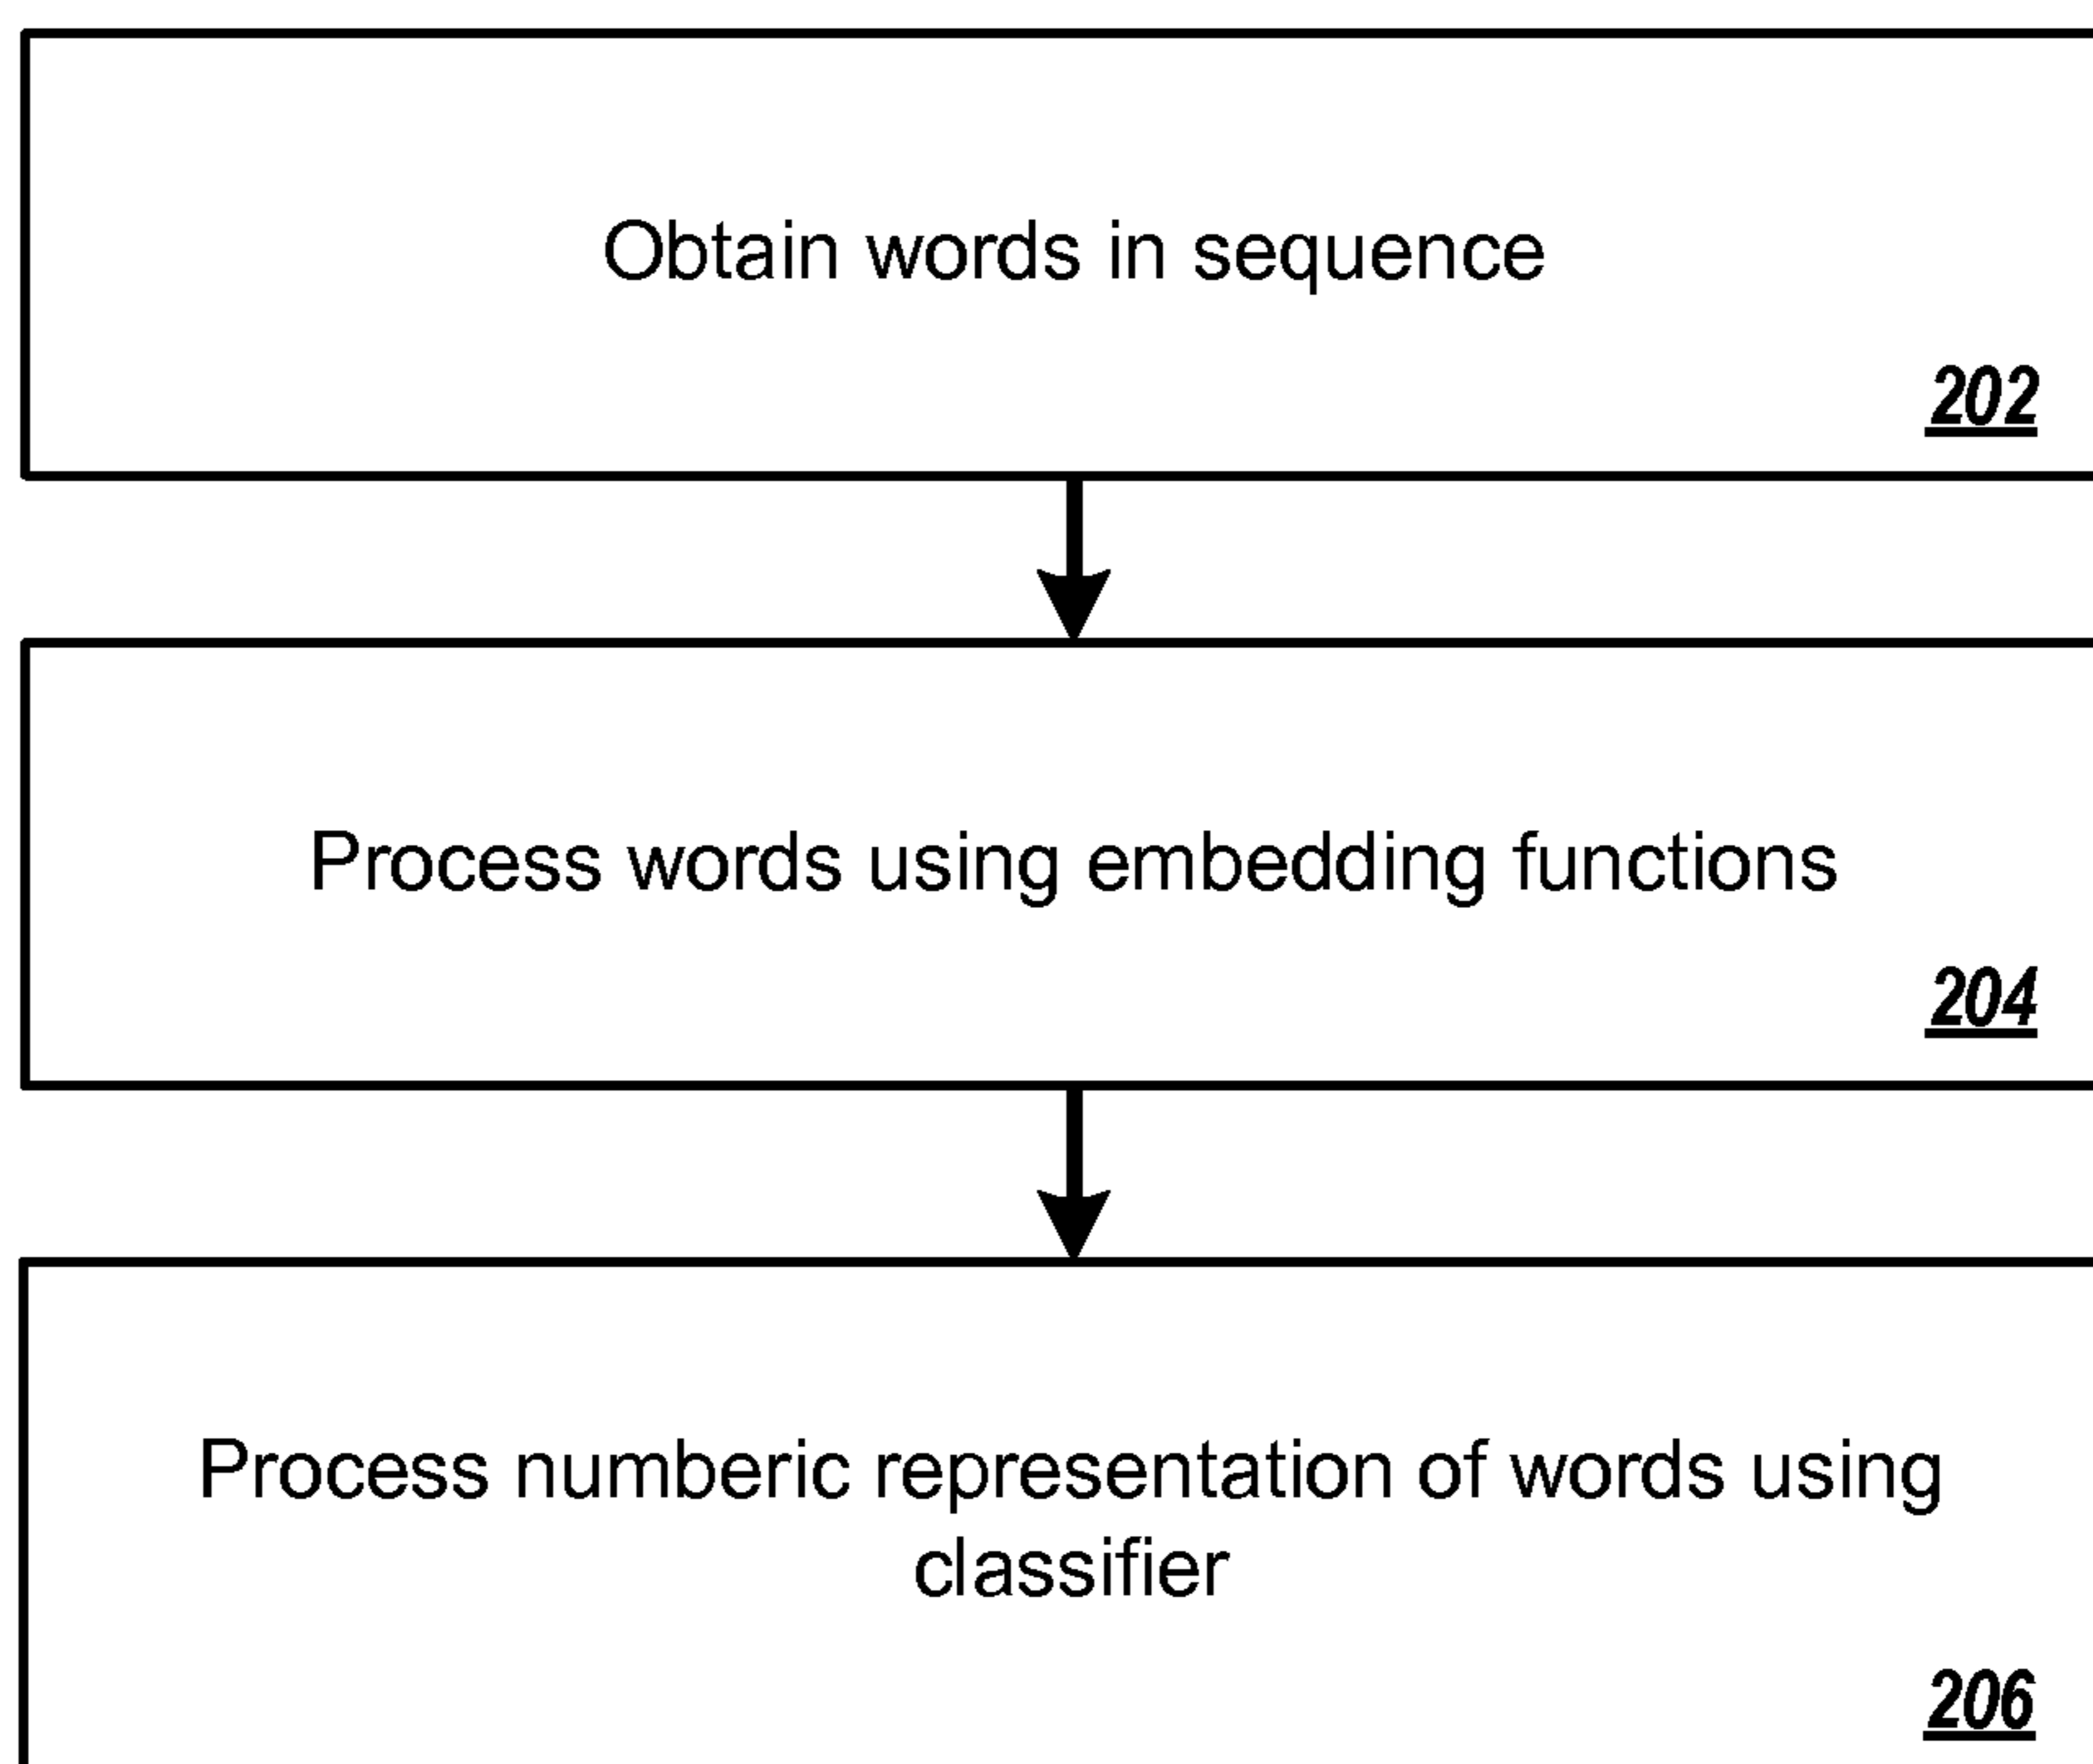 Obtain words in sequence
202
Process words using embedding functions
204
Process numberic representation of words using
classifier
206